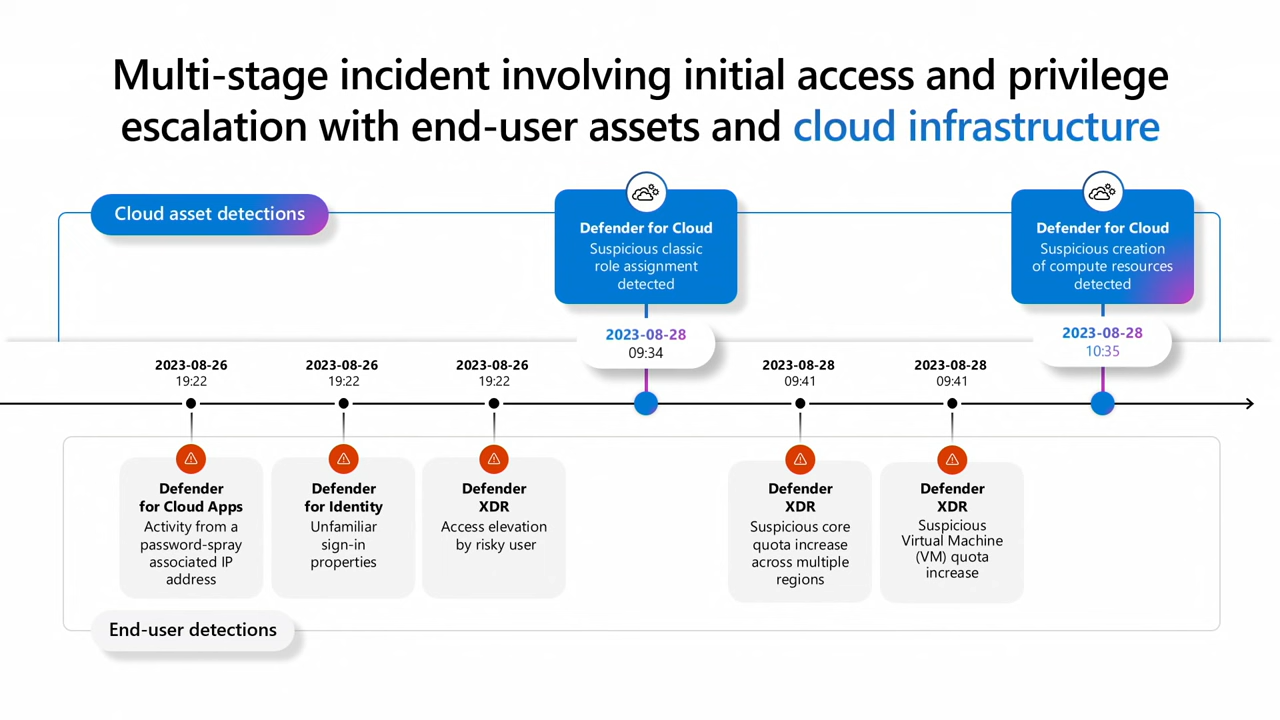 Multi-stage incident involving initial access and privilege
escalation with end-user assets and cloud infrastructure
Cloud asset detections
Defender for Cloud
Suspicious classic
role assignment
detected
2023-08-28
09:34
Defender for Cloud
Suspicious creation
of compute resources
detected
2023-08-28
10:35
2023-08-26
19:22
2023-08-26
19:22
2023-08-26
19:22
2023-08-28
09:41
2023-08-28
09:41
Defender
for Cloud Apps
Activity from a
password-spray
associated IP
address
Defender
for Identity
Unfamiliar
sign-in
properties
Defender
XDR
Access elevation
by risky user
Defender
XDR
Suspicious core
quota increase
across multiple
regions
Defender
XDR
Suspicious
Virtual Machine
(VM) quota
increase
End-user detections